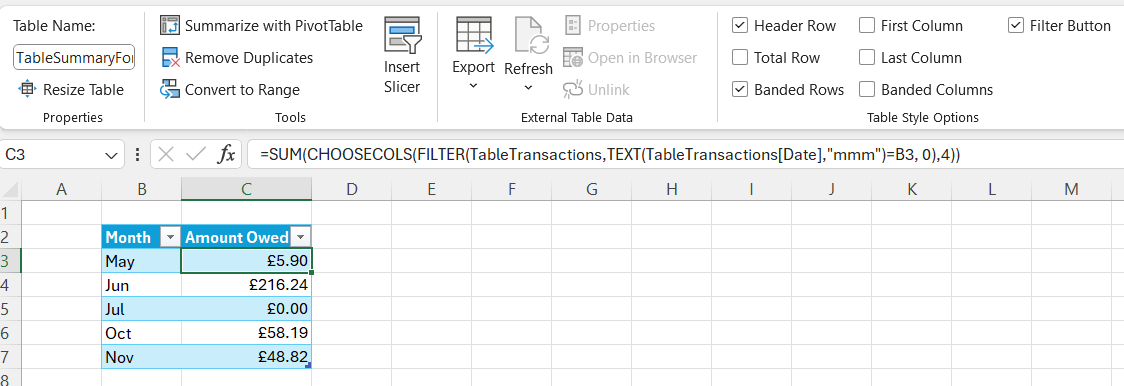 Table Name:
TableSummaryFor
Resize Table
Properties
Summarize with PivotTable
Remove Duplicates
Convert to Range
Tools
Insert
Slicer
Export
Refresh
Properties
Open in Browser
Unlink
External Table Data
Header Row
Total Row
Banded Rows
First Column
Last Column
Banded Columns
Filter Button
Table Style Options
C3
fx
=SUM(CHOOSECOLS(FILTER(TableTransactions,TEXT(TableTransactions[Date],"mmm")=B3, 0),4))
A B C D E F G H I J K L M
1
2 Month Amount Owed
3 May £5.90
4 Jun £216.24
5 Jul £0.00
6 Oct £58.19
7 Nov £48.82
8